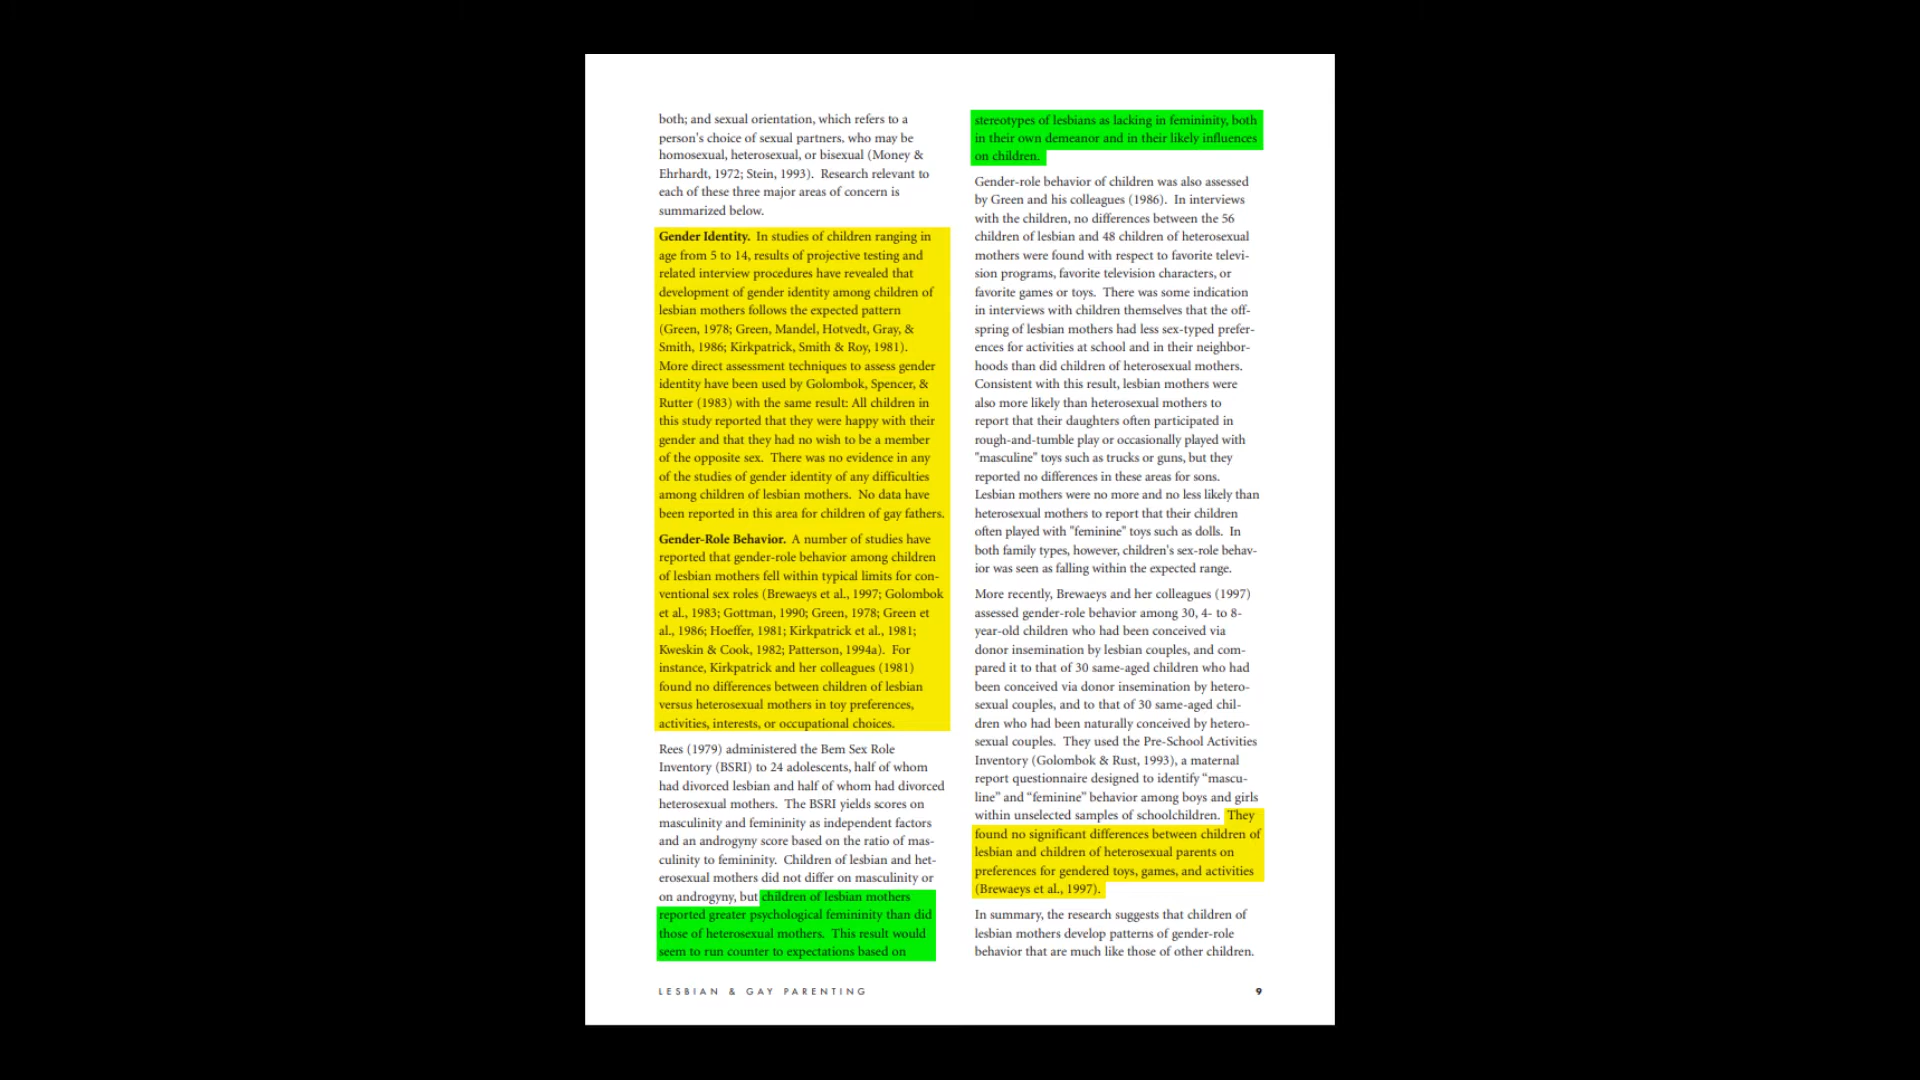 both; and sexual orientation, which refers to a
person's choice of sexual partners, who may be
homosexual, heterosexual, or bisexual (Money &
Ehrhardt, 1972; Stein, 1993).  Research relevant to
each of these three major areas of concern is
summarized below.
Gender Identity.  In studies of children ranging in
age from 5 to 14, results of projective testing and
related interview procedures have revealed that
development of gender identity among children of
lesbian mothers follows the expected pattern
(Green, 1978; Green, Mandel, Hotvedt, Gray, &
Smith, 1986; Kirkpatrick, Smith & Roy, 1981).
More direct assessment techniques to assess gender
identity have been used by Golombok, Spencer, &
Rutter (1983) with the same result: All children in
this study reported that they were happy with their
gender and that they had no wish to be a member
of the opposite sex.  There was no evidence in any
of the studies of gender identity of any difficulties
among children of lesbian mothers.  No data have
been reported in this area for children of gay fathers.
Gender-Role Behavior.  A number of studies have
reported that gender-role behavior among children
of lesbian mothers fell within typical limits for con-
ventional sex roles (Brewaeys et al., 1997; Golombok
et al., 1983; Gottman, 1990; Green, 1978; Green et
al., 1986; Hoeffer, 1981; Kirkpatrick et al., 1981;
Kweskin & Cook, 1982; Patterson, 1994a).  For
instance, Kirkpatrick and her colleagues (1981)
found no differences between children of lesbian
versus heterosexual mothers in toy preferences,
activities, interests, or occupational choices.
Rees (1979) administered the Bem Sex Role
Inventory (BSRI) to 24 adolescents, half of whom
had divorced lesbian and half of whom had divorced
heterosexual mothers.  The BSRI yields scores on
masculinity and femininity as independent factors
and an androgyny score based on the ratio of mas-
culinity to femininity.  Children of lesbian and het-
erosexual mothers did not differ on masculinity or
on androgyny, but children of lesbian mothers
reported greater psychological femininity than did
those of heterosexual mothers.  This result would
seem to run counter to expectations based on
stereotypes of lesbians as lacking in femininity, both
in their own demeanor and in their likely influences
on children.
Gender-role behavior of children was also assessed
by Green and his colleagues (1986).  In interviews
with the children, no differences between the 56
children of lesbian and 48 children of heterosexual
mothers were found with respect to favorite televi-
sion programs, favorite television characters, or
favorite games or toys.  There was some indication
in interviews with children themselves that the off-
spring of lesbian mothers had less sex-typed prefer-
ences for activities at school and in their neighbor-
hoods than did children of heterosexual mothers.
Consistent with this result, lesbian mothers were
also more likely than heterosexual mothers to
report that their daughters often participated in
rough-and-tumble play or occasionally played with
"masculine" toys such as trucks or guns, but they
reported no differences in these areas for sons.
Lesbian mothers were no more and no less likely than
heterosexual mothers to report that their children
often played with "feminine" toys such as dolls.  In
both family types, however, children's sex-role behav-
ior was seen as falling within the expected range.
More recently, Brewaeys and her colleagues (1997)
assessed gender-role behavior among 30, 4- to 8-
year-old children who had been conceived via
donor insemination by lesbian couples, and com-
pared it to that of 30 same-aged children who had
been conceived via donor insemination by hetero-
sexual couples, and to that of 30 same-aged chil-
dren who had been naturally conceived by hetero-
sexual couples.  They used the Pre-School Activities
Inventory (Golombok & Rust, 1993), a maternal
report questionnaire designed to identify “mascu-
line” and “feminine” behavior among boys and girls
within unselected samples of schoolchildren.  They
found no significant differences between children of
lesbian and children of heterosexual parents on
preferences for gendered toys, games, and activities
(Brewaeys et al., 1997).
In summary, the research suggests that children of
lesbian mothers develop patterns of gender-role
behavior that are much like those of other children.
LESBIAN & GAY PARENTING
9